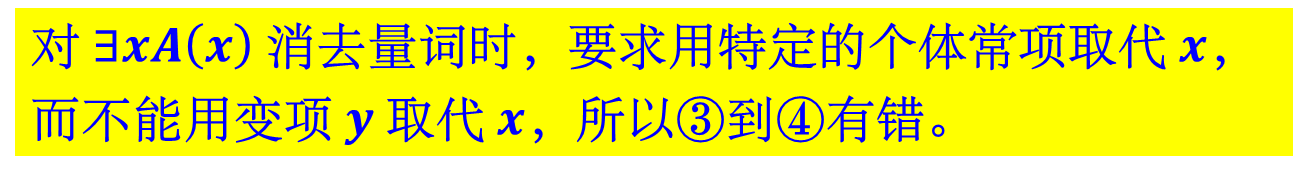 对 ∃xA(x) 消去量词时，要求用特定的个体常项取代 x，
而不能用变项 y 取代 x，所以③到④有错。